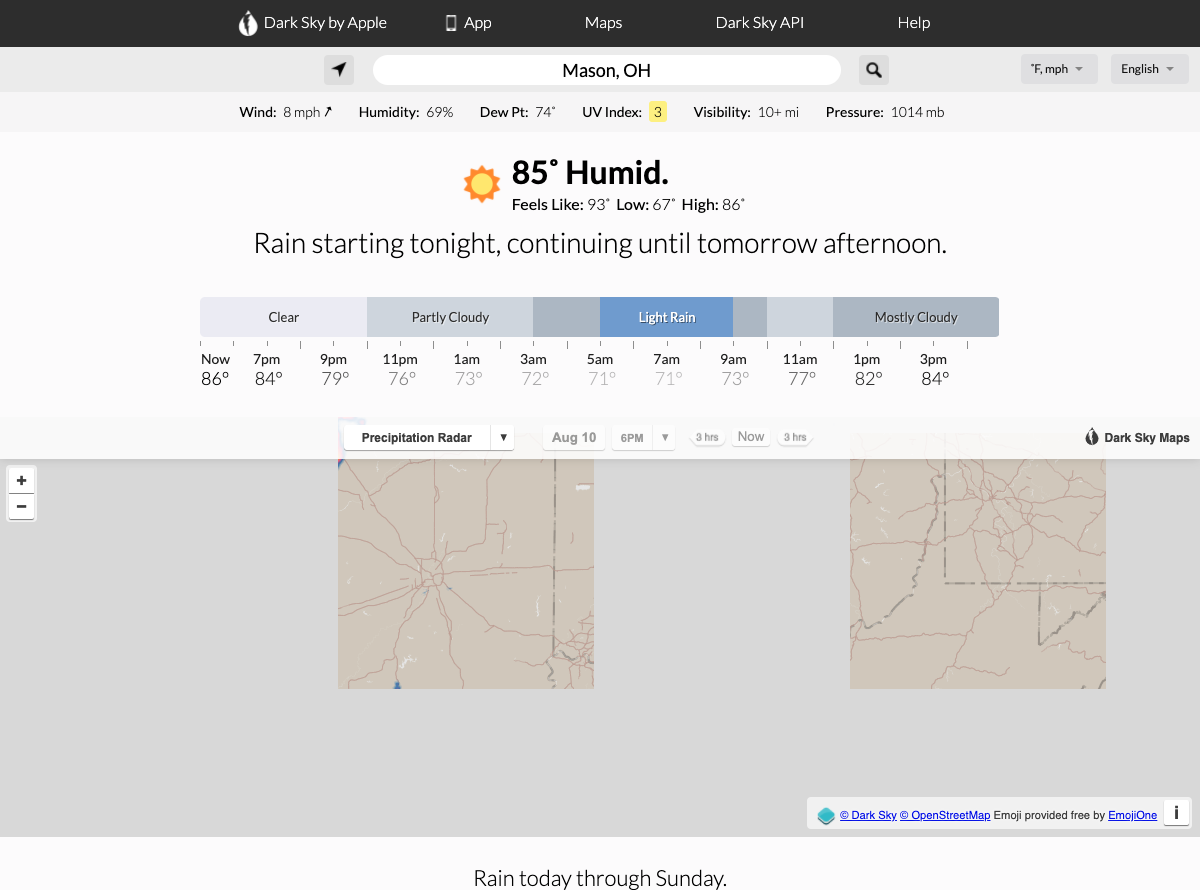 Dark Sky by Apple App Maps Dark Sky API Help
Mason, OH ˚F, mph English
Wind: 8 mph Humidity: 69% Dew Pt: 74˚ UV Index: 3 Visibility: 10+ mi Pressure: 1014 mb
85˚ Humid.
Feels Like: 93˚ Low: 67˚ High: 86˚
Rain starting tonight, continuing until tomorrow afternoon.
Clear Partly Cloudy Light Rain Mostly Cloudy
Now 7pm 9pm 11pm 1am 3am 5am 7am 9am 11am 1pm 3pm
86° 84° 79° 76° 73° 72° 71° 71° 73° 77° 82° 84°
Precipitation Radar ▼ Aug 10 6PM ▼ 3 hrs Now 3 hrs Dark Sky Maps
+
−
© Dark Sky © OpenStreetMap Emoji provided free by EmojiOne i
Rain today through Sunday.